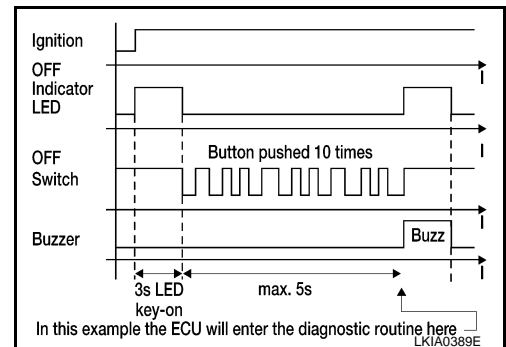 Ignition
OFF
Indicator
LED
OFF
Switch
Button pushed 10 times
Buzzer
Buzz
3s LED
key-on
max. 5s
In this example the ECU will enter the diagnostic routine here
LKIA0389E